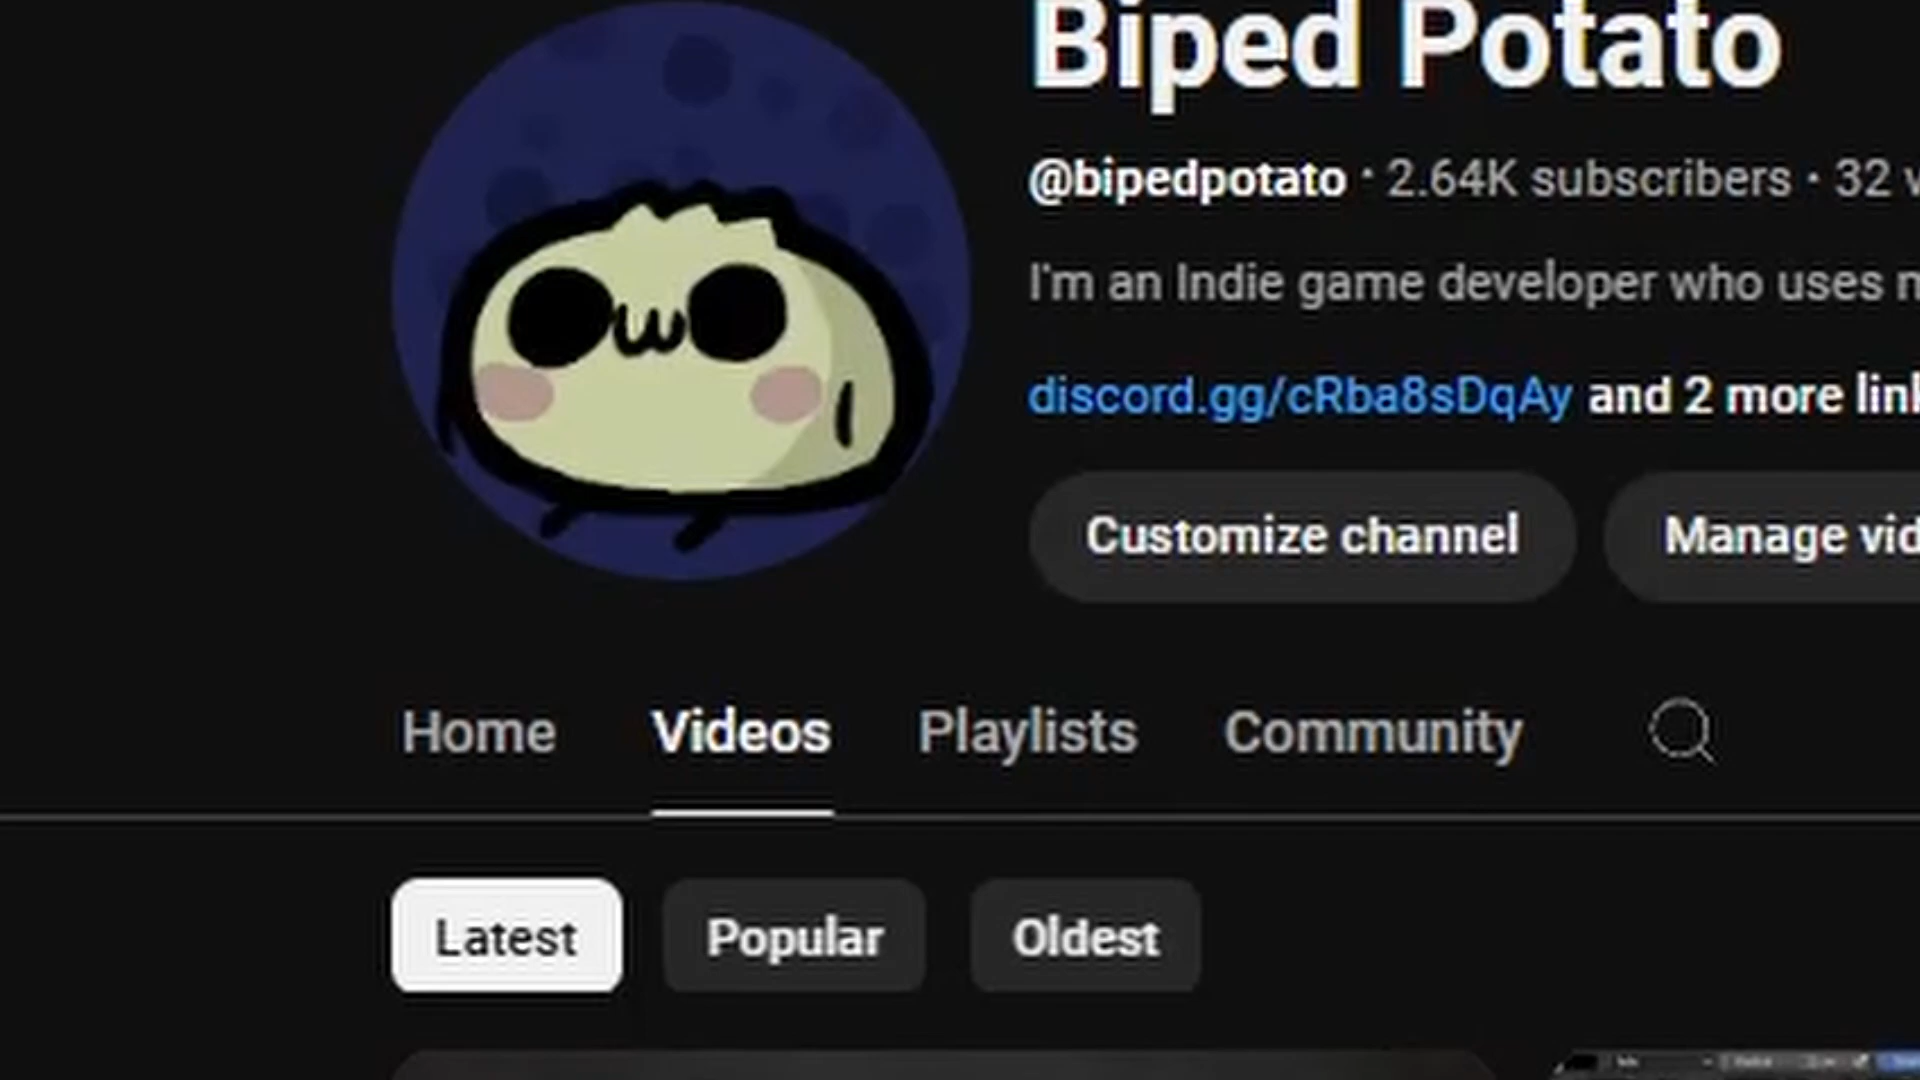 Biped Potato
@bipedpotato · 2.64K subscribers · 32
I'm an Indie game developer who uses
discord.gg/cRba8sDqAy and 2 more
Customize channel Manage
Home Videos Playlists Community
Latest Popular Oldest